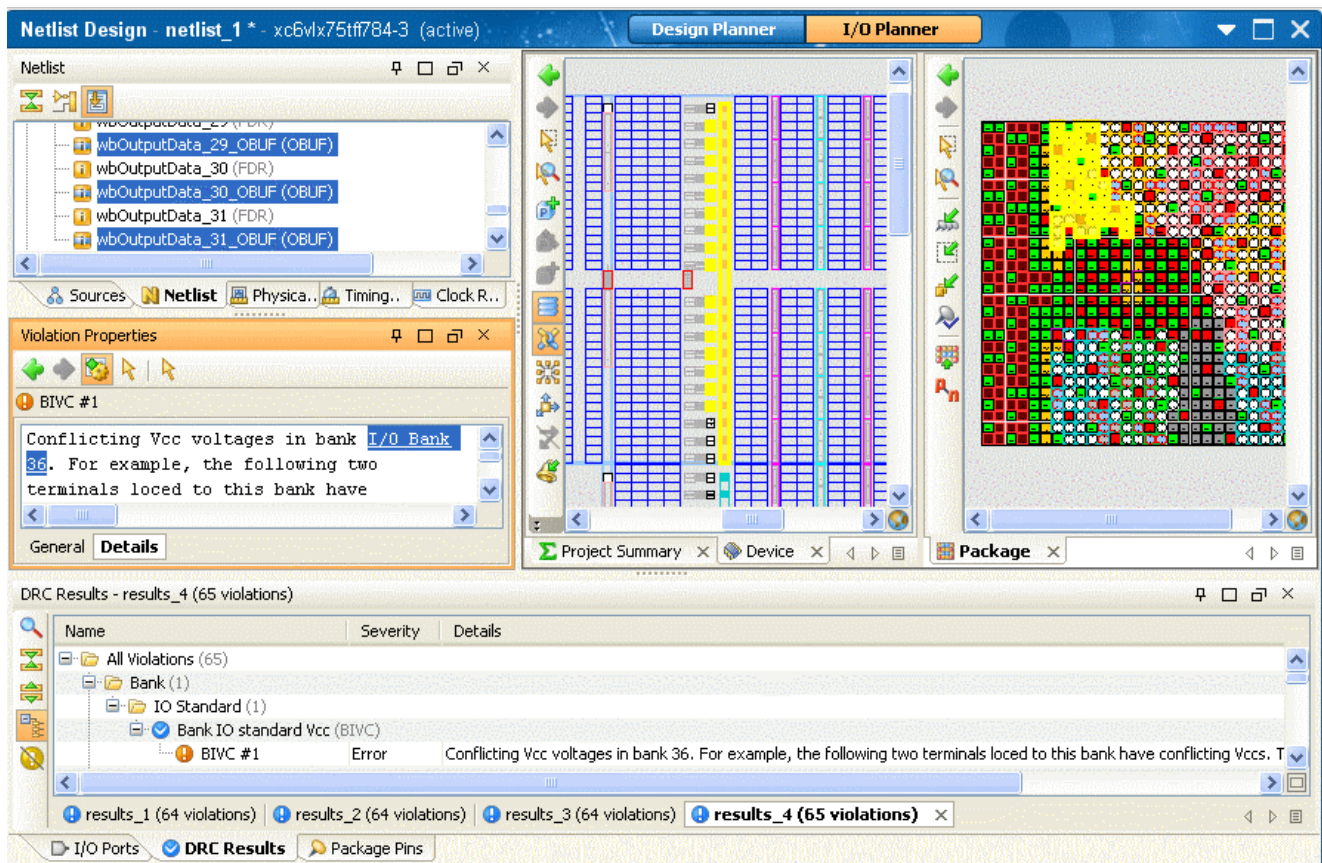 Netlist Design - netlist_1 * - xc6vlx75tff784-3 (active)
Design Planner
I/O Planner
Netlist
wbOutputData_29 (FDR)
wbOutputData_29_OBUF (OBUF)
wbOutputData_30 (FDR)
wbOutputData_30_OBUF (OBUF)
wbOutputData_31 (FDR)
wbOutputData_31_OBUF (OBUF)
Sources Netlist Physica.. Timing.. Clock R..
Violation Properties
BIVC #1
Conflicting Vcc voltages in bank I/O Bank
36. For example, the following two
terminals loced to this bank have
General Details
Project Summary Device
Package
DRC Results - results_4 (65 violations)
Name Severity Details
All Violations (65)
Bank (1)
IO Standard (1)
Bank IO standard Vcc (BIVC)
BIVC #1 Error Conflicting Vcc voltages in bank 36. For example, the following two terminals loced to this bank have conflicting Vccs. T
results_1 (64 violations) results_2 (64 violations) results_3 (64 violations) results_4 (65 violations)
I/O Ports DRC Results Package Pins